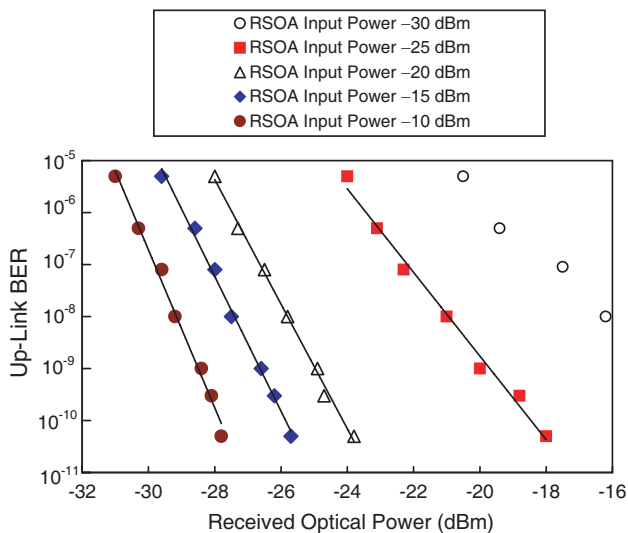 RSOA Input Power –30 dBm
RSOA Input Power –25 dBm
RSOA Input Power –20 dBm
RSOA Input Power –15 dBm
RSOA Input Power –10 dBm
Up-Link BER
10⁻⁵
10⁻⁶
10⁻⁷
10⁻⁸
10⁻⁹
10⁻¹⁰
10⁻¹¹
-32 -30 -28 -26 -24 -22 -20 -18 -16
Received Optical Power (dBm)